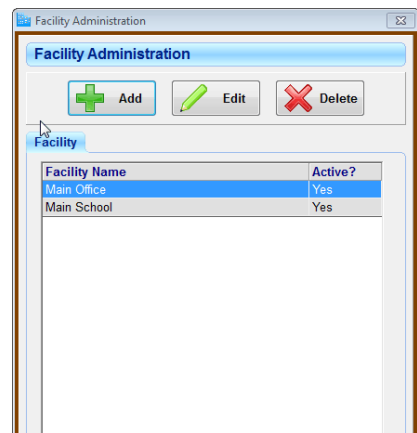 Facility Administration
Facility Administration
Add Edit Delete
Facility
Facility Name Active?
Main Office Yes
Main School Yes